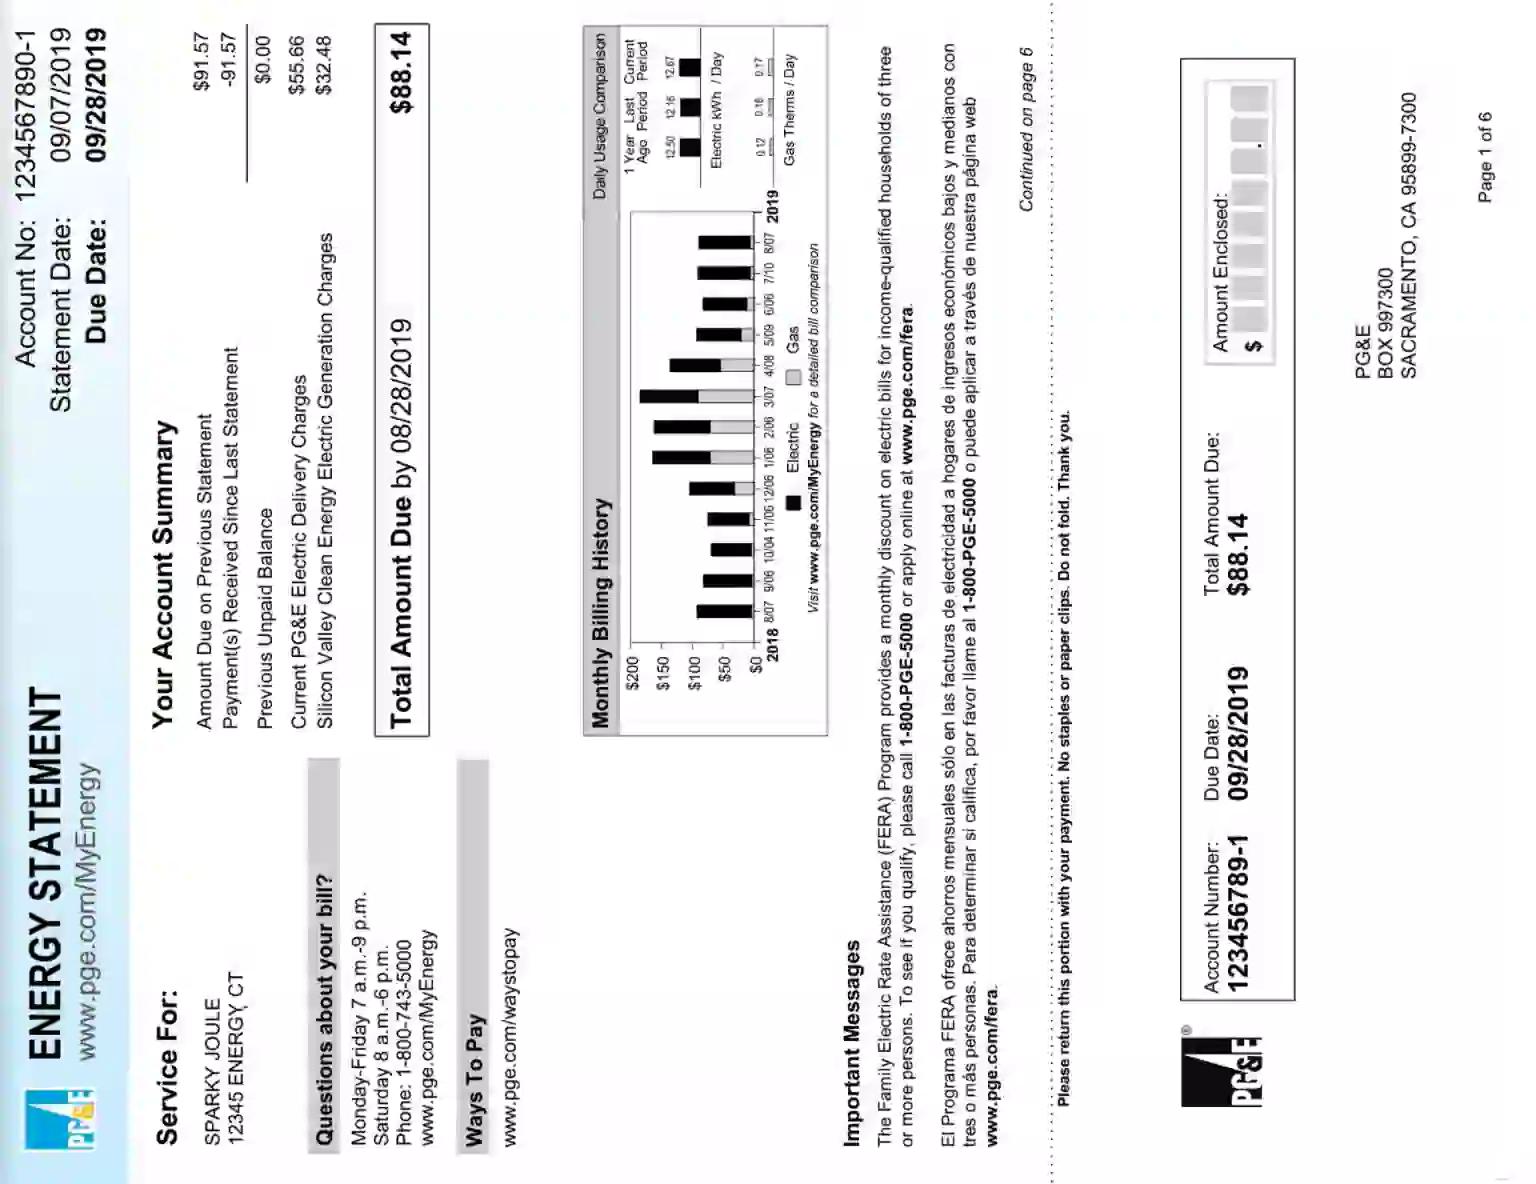 PG&E
ENERGY STATEMENT
www.pge.com/MyEnergy
Account No: 1234567890-1
Statement Date: 09/07/2019
Due Date: 09/28/2019
Service For:
SPARKY JOULE
12345 ENERGY CT
Questions about your bill?
Monday-Friday 7 a.m.-9 p.m.
Saturday 8 a.m.-6 p.m.
Phone: 1-800-743-5000
www.pge.com/MyEnergy
Ways To Pay
www.pge.com/waystopay
Your Account Summary
Amount Due on Previous Statement $91.57
Payment(s) Received Since Last Statement -91.57
Previous Unpaid Balance $0.00
Current PG&E Electric Delivery Charges $55.66
Silicon Valley Clean Energy Electric Generation Charges $32.48
Total Amount Due by 08/28/2019 $88.14
Monthly Billing History
Daily Usage Comparison
$200
$150
$100
$50
$0
8/07 9/06 10/04 11/06 12/06 1/06 2/06 3/07 4/08 5/09 6/06 7/10 8/07
2018 2019
Electric Gas
Visit www.pge.com/MyEnergy for a detailed bill comparison
1 Year Last Current
Ago Period Period
12.50 12.16 12.67
Electric kWh / Day
0.12 0.18 0.17
Gas Therms / Day
Important Messages
The Family Electric Rate Assistance (FERA) Program provides a monthly discount on electric bills for income-qualified households of three
or more persons. To see if you qualify, please call 1-800-PGE-5000 or apply online at www.pge.com/fera.
El Programa FERA ofrece ahorros mensuales sólo en las facturas de electricidad a hogares de ingresos económicos bajos y medianos con
tres o más personas. Para determinar si califica, por favor llame al 1-800-PGE-5000 o puede aplicar a través de nuestra página web
www.pge.com/fera.
Continued on page 6
Please return this portion with your payment. No staples or paper clips. Do not fold. Thank you.
PG&E®
Account Number: Due Date: Total Amount Due: Amount Enclosed:
123456789-1 09/28/2019 $88.14 $ .
PG&E
BOX 997300
SACRAMENTO, CA 95899-7300
Page 1 of 6